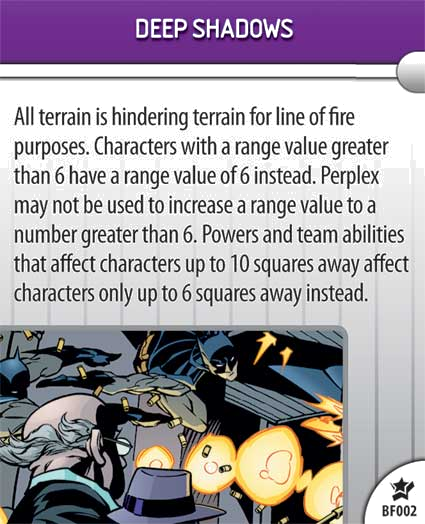 DEEP SHADOWS
All terrain is hindering terrain for line of fire
purposes. Characters with a range value greater
than 6 have a range value of 6 instead. Perplex
may not be used to increase a range value to a
number greater than 6. Powers and team abilities
that affect characters up to 10 squares away affect
characters only up to 6 squares away instead.
BF002